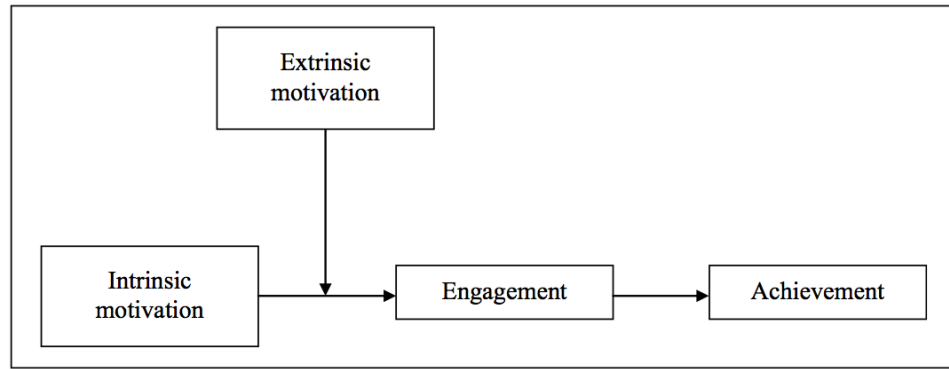 Extrinsic
motivation
Intrinsic
motivation
Engagement
Achievement